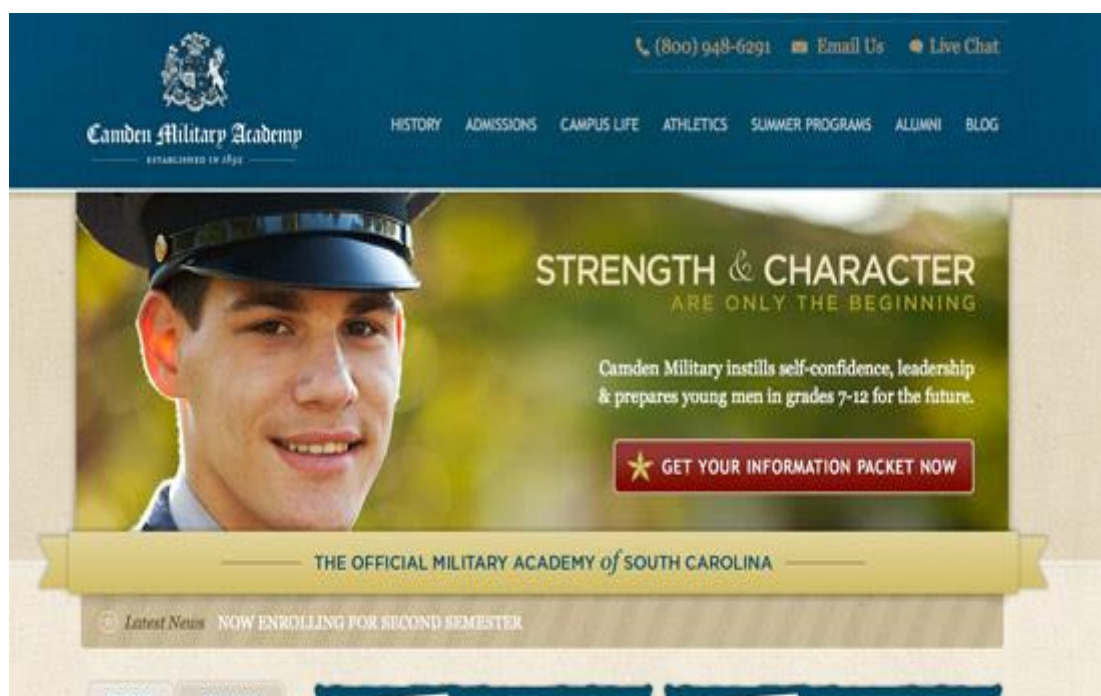 (800) 948-6291 Email Us Live Chat
Camden Military Academy
ESTABLISHED IN 1892
HISTORY ADMISSIONS CAMPUS LIFE ATHLETICS SUMMER PROGRAMS ALUMNI BLOG
STRENGTH & CHARACTER
ARE ONLY THE BEGINNING
Camden Military instills self-confidence, leadership
& prepares young men in grades 7-12 for the future.
GET YOUR INFORMATION PACKET NOW
THE OFFICIAL MILITARY ACADEMY of SOUTH CAROLINA
Latest News NOW ENROLLING FOR SECOND SEMESTER